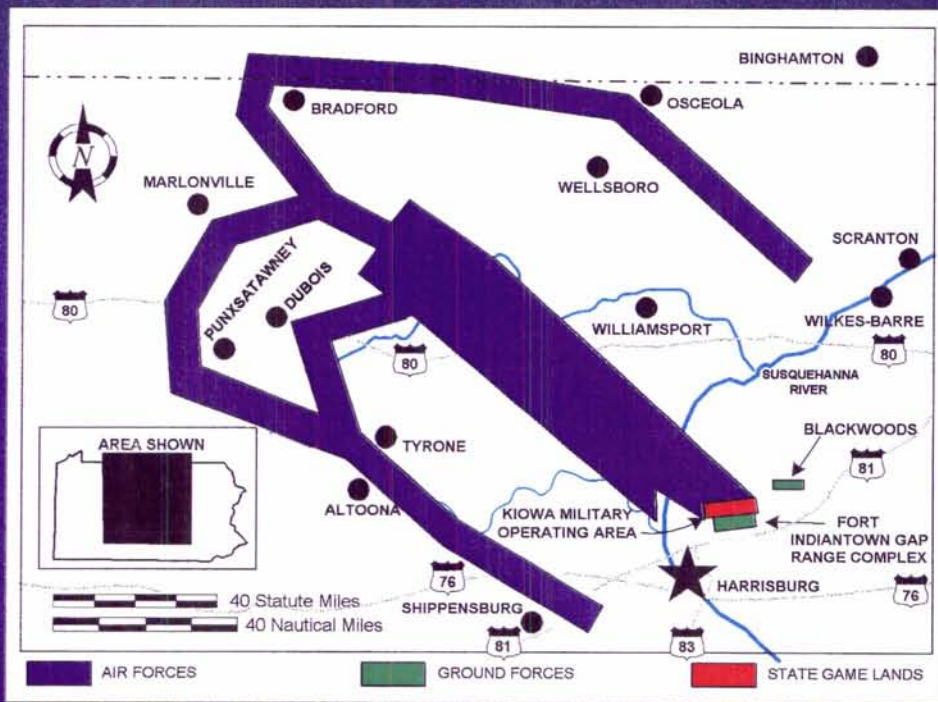 BINGHAMTON
BRADFORD
OSCEOLA
N
MARLONVILLE
WELLSBORO
SCRANTON
PUNXSATAWNEY
DUBOIS
80
WILLIAMSPORT
WILKES-BARRE
80
80
SUSQUEHANNA
RIVER
BLACKWOODS
AREA SHOWN
TYRONE
81
ALTOONA
KIOWA MILITARY
OPERATING AREA
FORT
INDIANTOWN GAP
RANGE COMPLEX
76
HARRISBURG
76
40 Statute Miles
SHIPPENSBURG
40 Nautical Miles
81
83
AIR FORCES
GROUND FORCES
STATE GAME LANDS